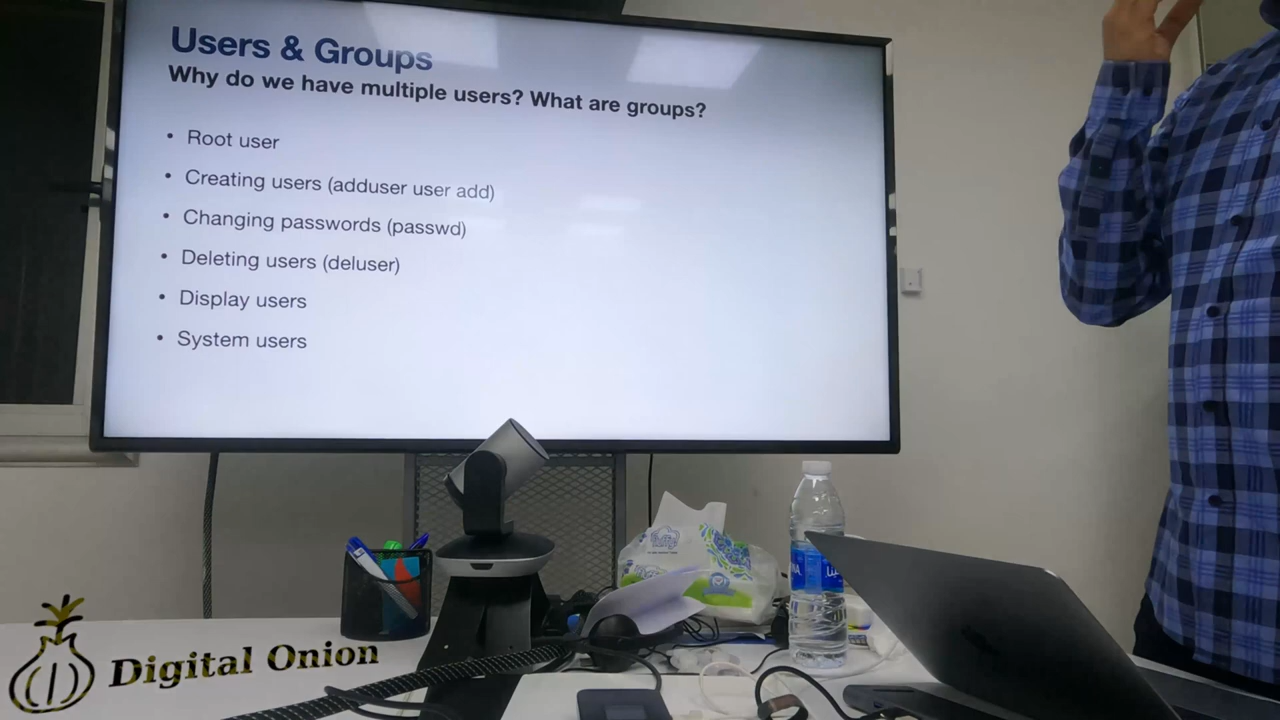 Users & Groups
Why do we have multiple users? What are groups?
• Root user
• Creating users (adduser user add)
• Changing passwords (passwd)
• Deleting users (deluser)
• Display users
• System users
Digital Onion